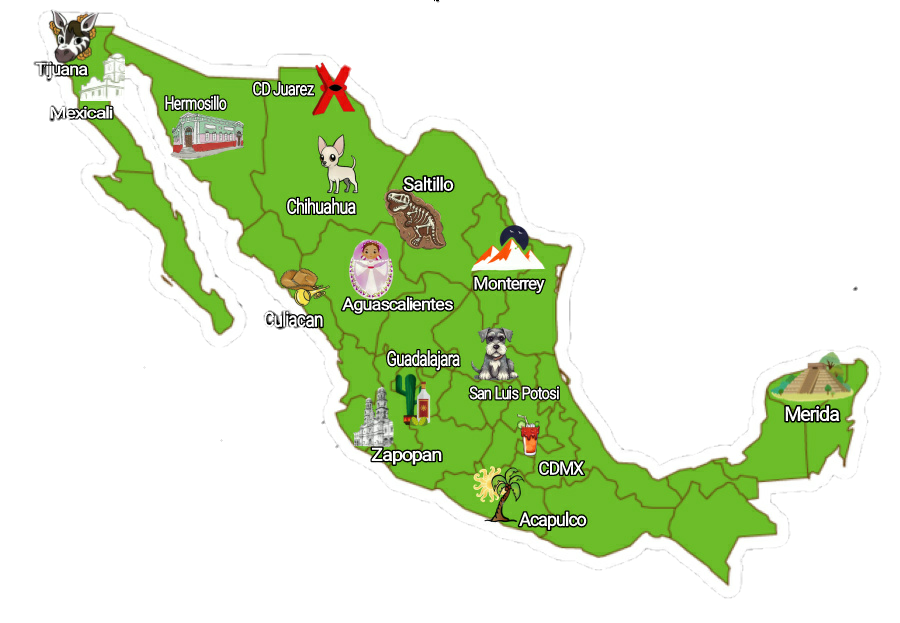 Tijuana
CD Juarez
Hermosillo
Mexicali
Saltillo
Chihuahua
Monterrey
Aguascalientes
Culiacan
Guadalajara
San Luis Potosi
Merida
Zapopan
CDMX
Acapulco